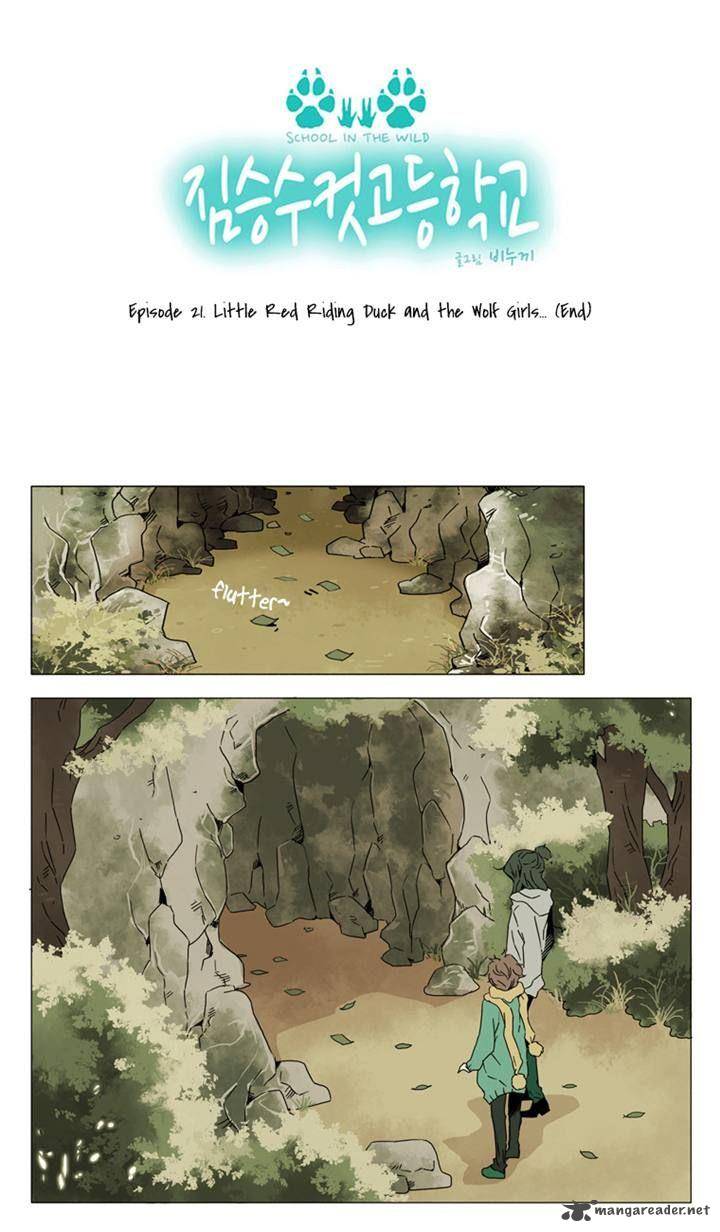 SCHOOL IN THE WILD
짐승수컷고등학교
글그림 비누끼
Episode 21. Little Red Riding Duck and the Wolf Girls... (End)
flutter~
mangareader.net